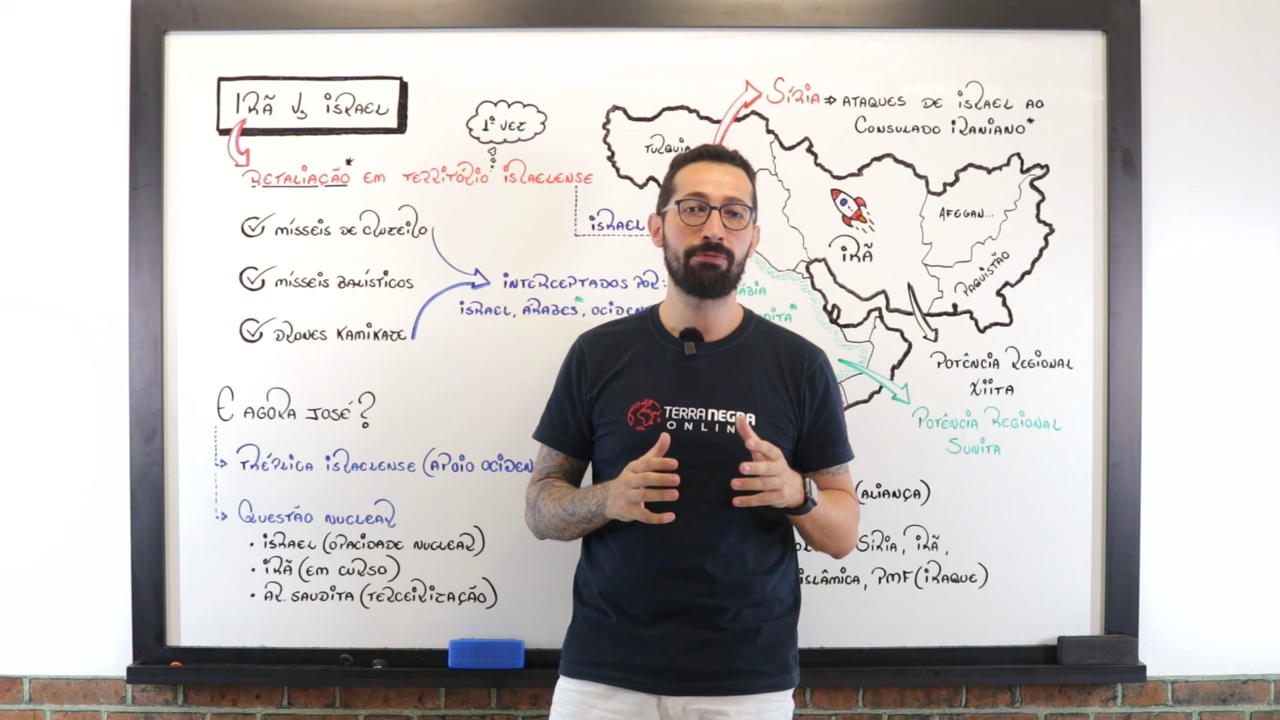 IRÃ VS ISRAEL
1ª VEZ
RETALIAÇÃO* EM TERRITÓRIO ISRAELENSE
MÍSSEIS DE CRUZEIRO
MÍSSEIS BALÍSTICOS
DRONES KAMIKAZE
ISRAEL
INTERCEPTADOS POR:
ISRAEL, ÁRABES*, OCIDEN
E AGORA JOSÉ?
TRÉPLICA ISRAELENSE (APOIO OCIDEN
QUESTÃO NUCLEAR
• ISRAEL (OPACIDADE NUCLEAR)
• IRÃ (EM CURSO)
• AR. SAUDITA (TERCEIRIZAÇÃO)
SÍRIA ⇒ ATAQUES DE ISRAEL AO
CONSULADO IRANIANO*
TURQUIA
IRÃ
AFEGAN...
PAQUISTÃO
ÁBIA
DITA*
POTÊNCIA REGIONAL
XIITA
POTÊNCIA REGIONAL
SUNITA
(ALIANÇA)
SÍRIA, IRÃ,
ISLÂMICA, PMF (IRAQUE)
TERRA NEGRA
ONLIN